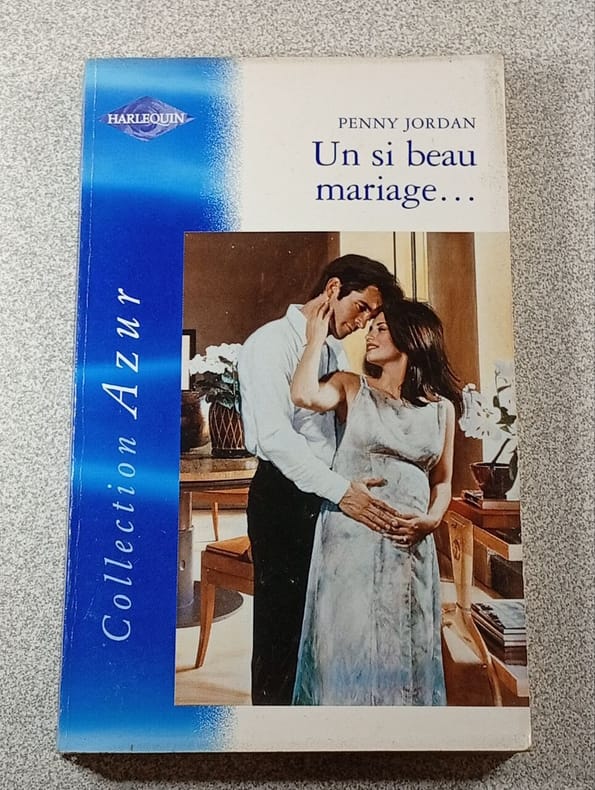 HARLEQUIN
PENNY JORDAN
Un si beau
mariage...
Collection Azur